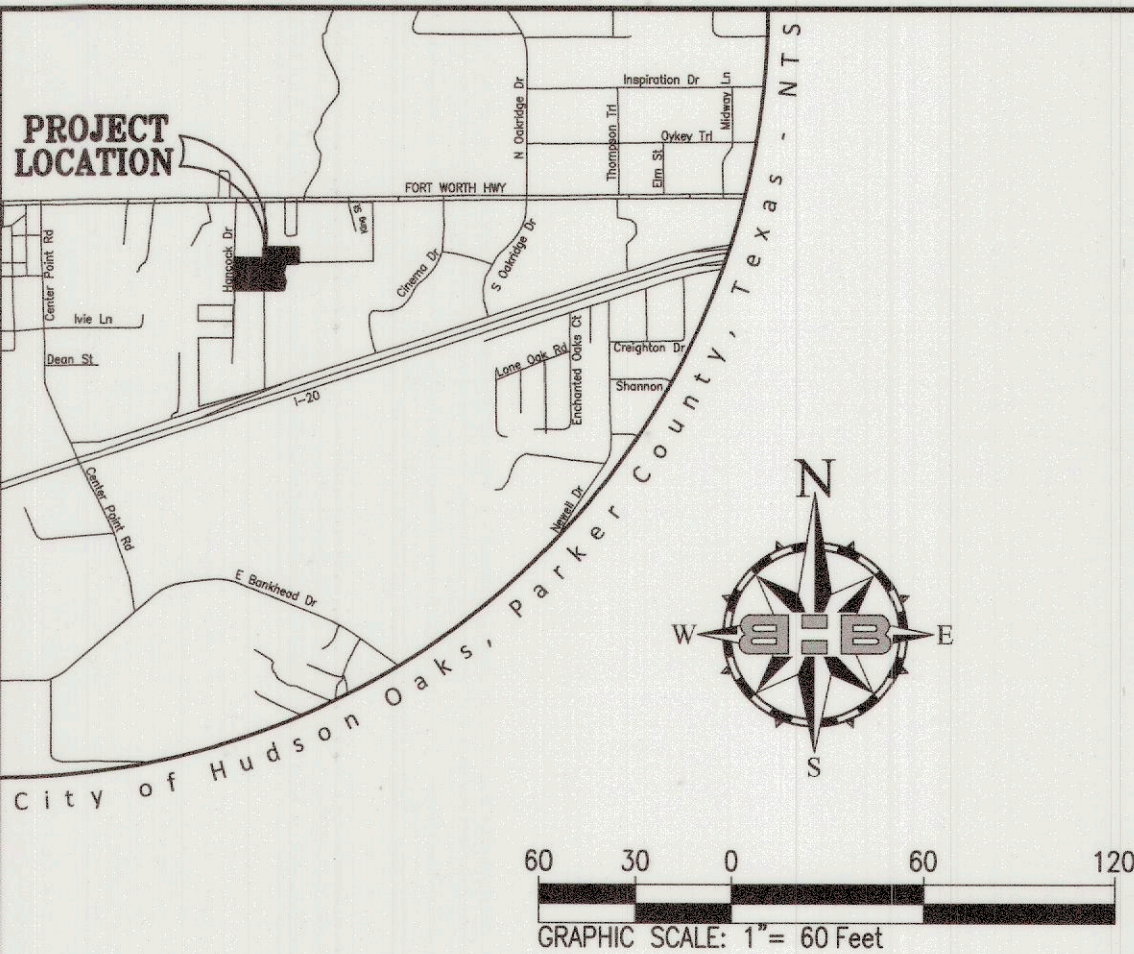 PROJECT
LOCATION
FORT WORTH HWY
N Oakridge Dr
Inspiration Dr
Midway Ln
Thompson Trl
Oykey Trl
Elm St
Center Point Rd
Hancock Dr
Cinema Dr
S Oakridge Dr
Ivie Ln
Dean St
I-20
Lone Oak Rd
Enchanted Oaks Ct
Creighton Dr
Shannon
Center Point Rd
Newell Dr
E Bankhead Dr
City of Hudson Oaks, Parker County, Texas - NTS
N
W
BHB
E
S
60 30 0 60 120
GRAPHIC SCALE: 1"= 60 Feet